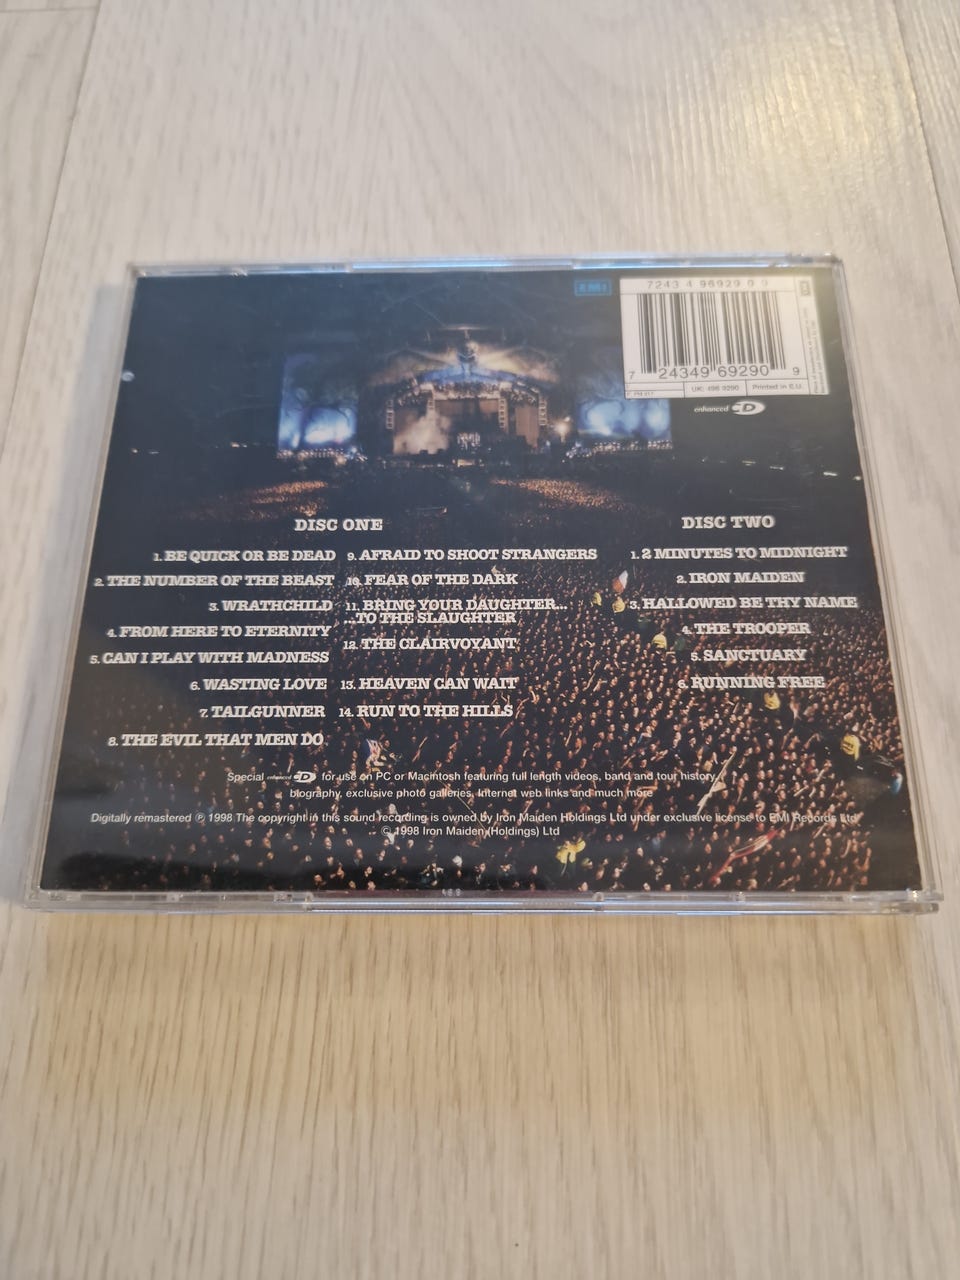 EMI
7243 4 96929 0 9
7 24349 69290 9
UK: 496 9290
Printed in E.U.
enhanced CD
DISC ONE
1. BE QUICK OR BE DEAD
2. THE NUMBER OF THE BEAST
3. WRATHCHILD
4. FROM HERE TO ETERNITY
5. CAN I PLAY WITH MADNESS
6. WASTING LOVE
7. TAILGUNNER
8. THE EVIL THAT MEN DO
9. AFRAID TO SHOOT STRANGERS
10. FEAR OF THE DARK
11. BRING YOUR DAUGHTER...
...TO THE SLAUGHTER
12. THE CLAIRVOYANT
13. HEAVEN CAN WAIT
14. RUN TO THE HILLS
DISC TWO
1. 2 MINUTES TO MIDNIGHT
2. IRON MAIDEN
3. HALLOWED BE THY NAME
4. THE TROOPER
5. SANCTUARY
6. RUNNING FREE
Special enhanced CD for use on PC or Macintosh featuring full length videos, band and tour history,
biography, exclusive photo galleries, Internet web links and much more
Digitally remastered ℗ 1998 The copyright in this sound recording is owned by Iron Maiden Holdings Ltd under exclusive license to EMI Records Ltd
© 1998 Iron Maiden (Holdings) Ltd